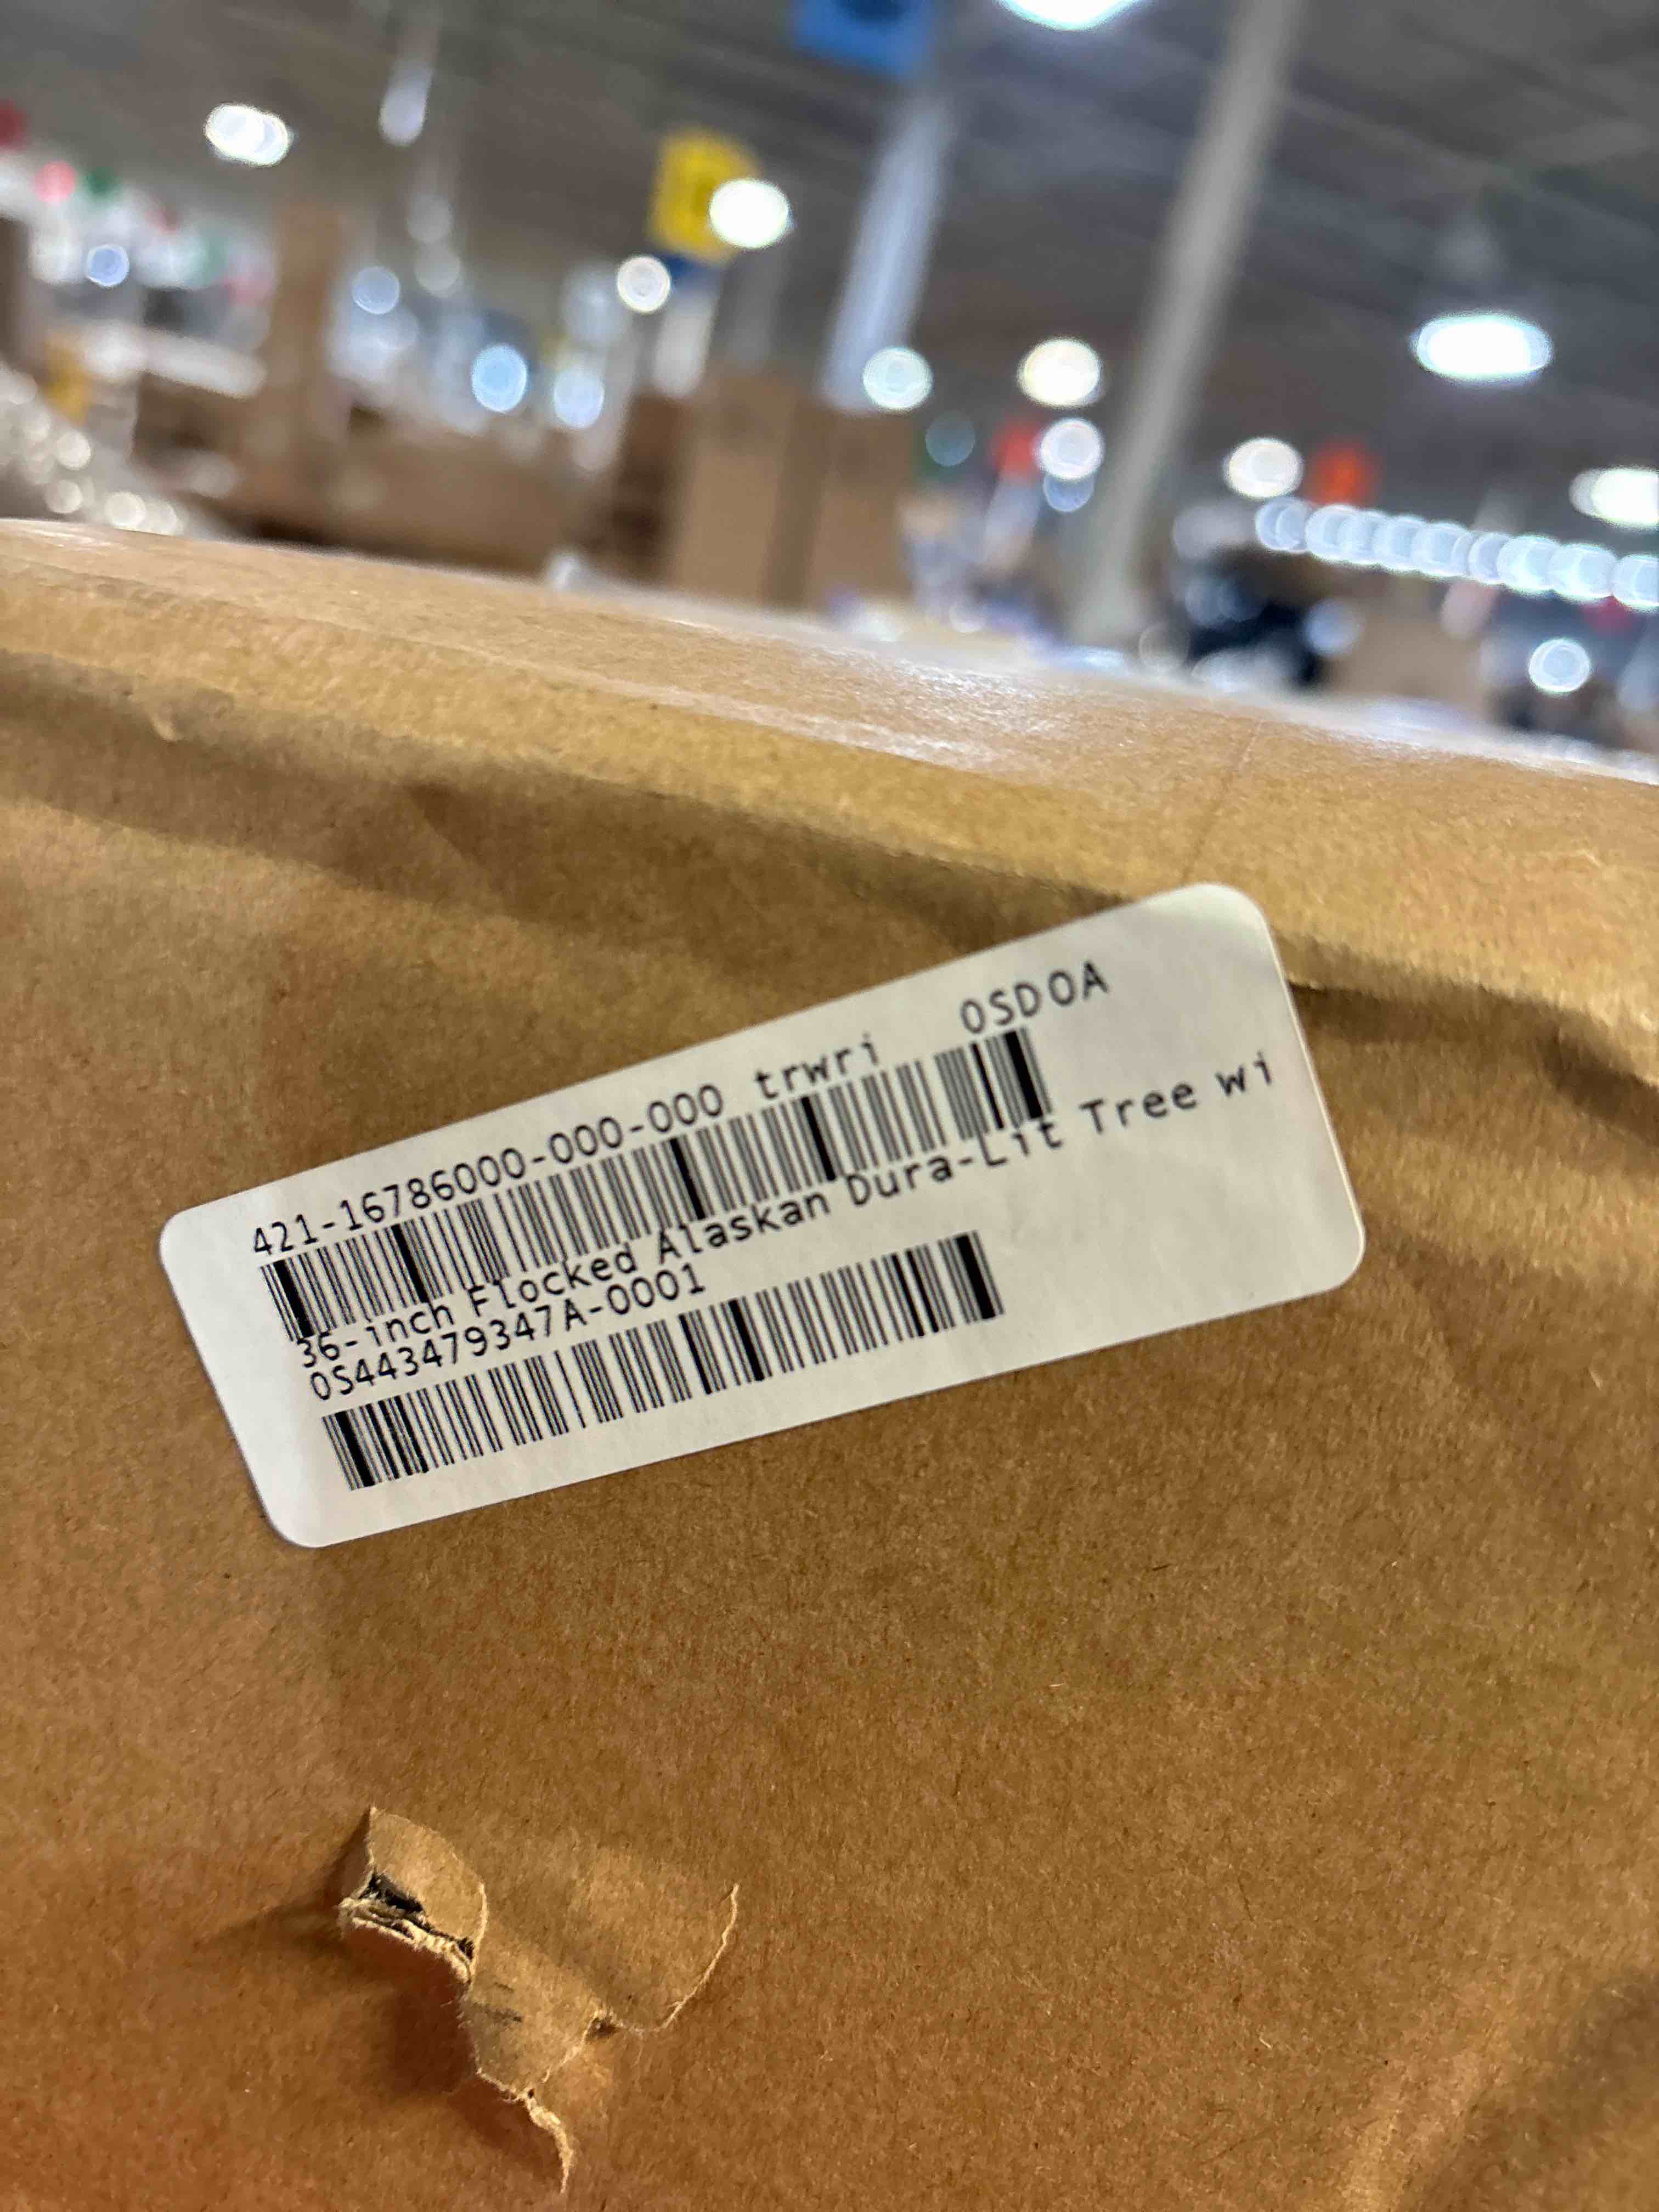 421-16786000-000-000 trwri OSDOA
36-inch Flocked Alaskan Dura-Lit Tree Wi
OS443479347A-0001